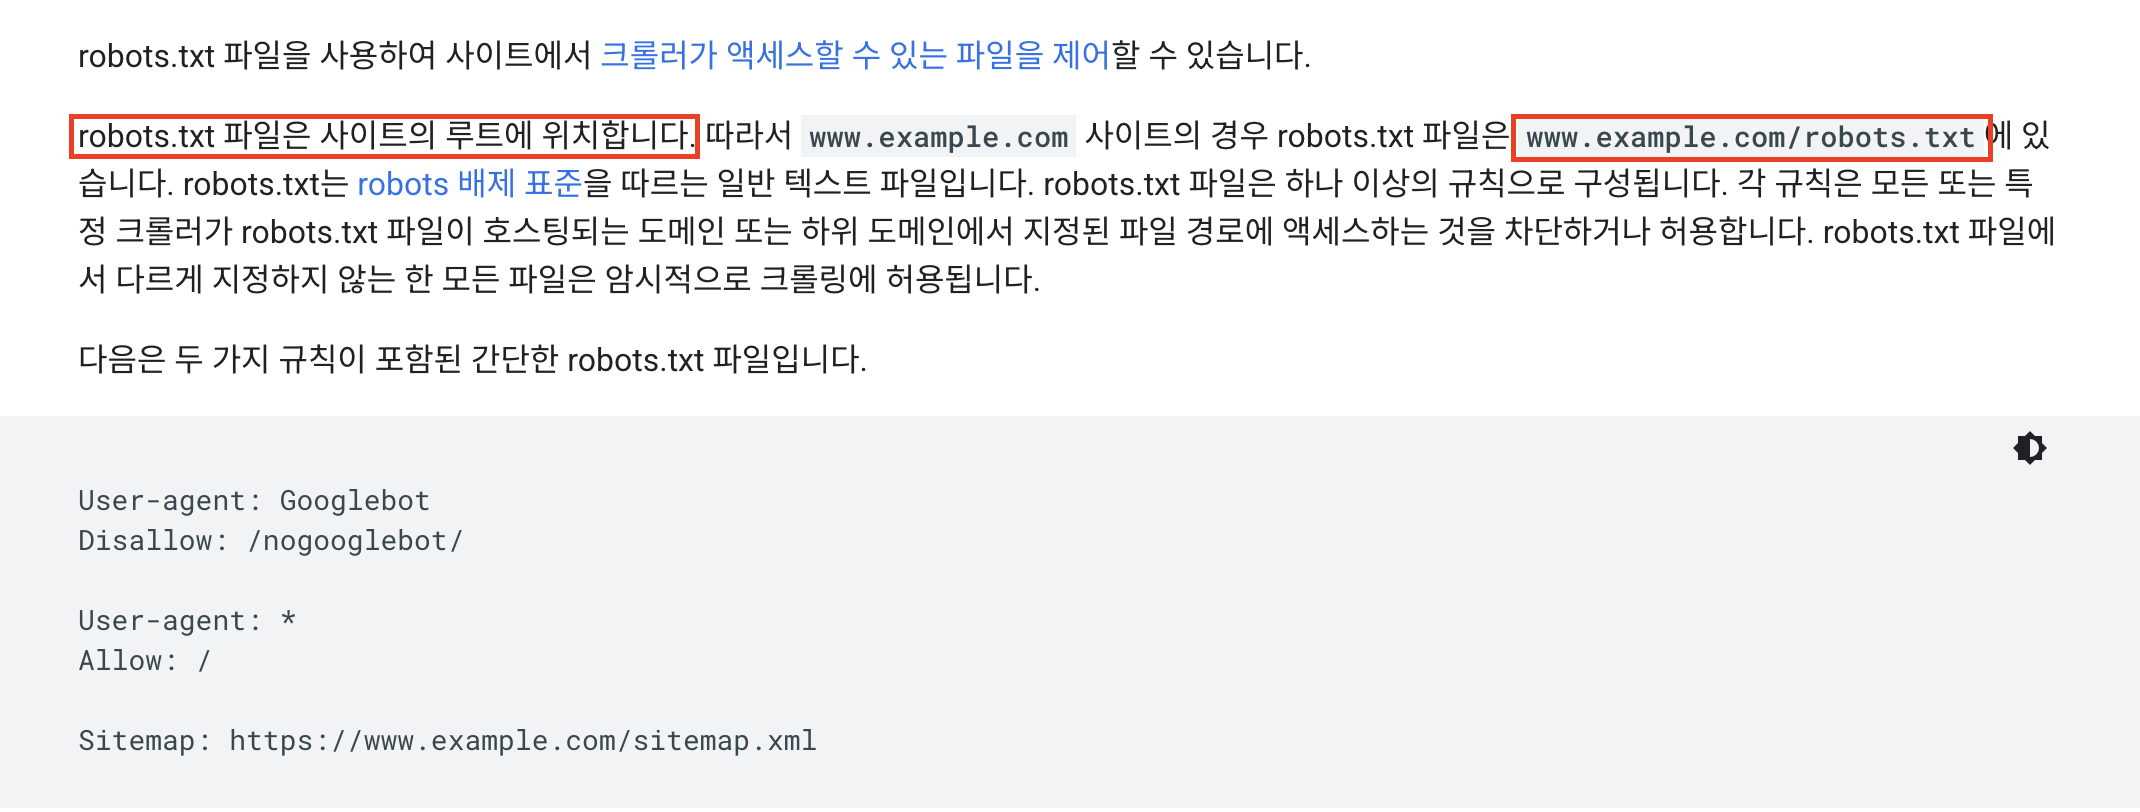 robots.txt 파일을 사용하여 사이트에서 크롤러가 액세스할 수 있는 파일을 제어할 수 있습니다.
robots.txt 파일은 사이트의 루트에 위치합니다. 따라서 www.example.com 사이트의 경우 robots.txt 파일은 www.example.com/robots.txt 에 있
습니다. robots.txt는 robots 배제 표준을 따르는 일반 텍스트 파일입니다. robots.txt 파일은 하나 이상의 규칙으로 구성됩니다. 각 규칙은 모든 또는 특
정 크롤러가 robots.txt 파일이 호스팅되는 도메인 또는 하위 도메인에서 지정된 파일 경로에 액세스하는 것을 차단하거나 허용합니다. robots.txt 파일에
서 다르게 지정하지 않는 한 모든 파일은 암시적으로 크롤링에 허용됩니다.
다음은 두 가지 규칙이 포함된 간단한 robots.txt 파일입니다.
User-agent: Googlebot
Disallow: /nogooglebot/
User-agent: *
Allow: /
Sitemap: https://www.example.com/sitemap.xml